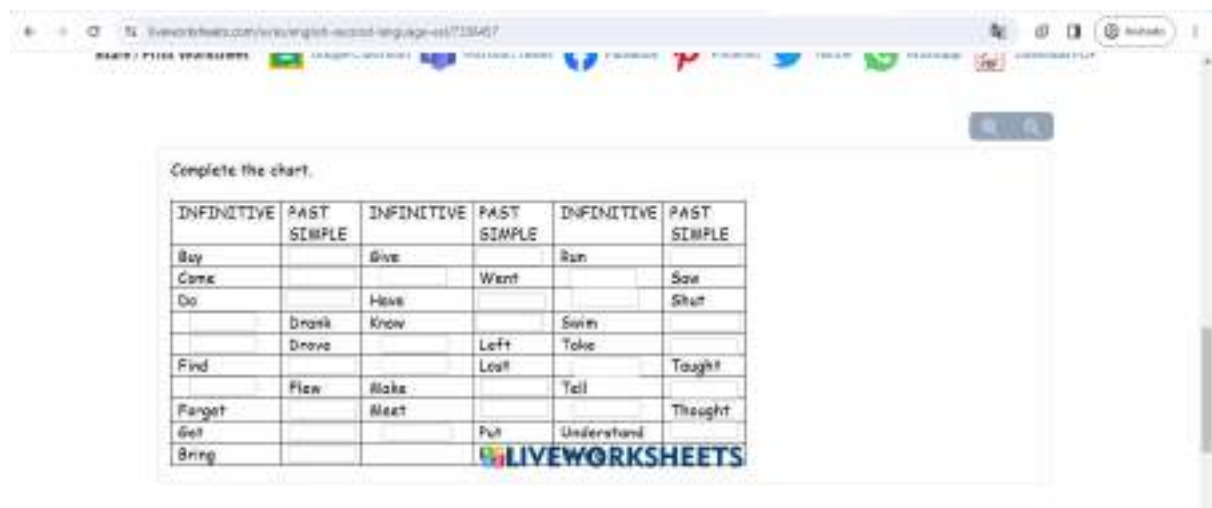 Complete the chart.
INFINITIVE PAST SIMPLE INFINITIVE PAST SIMPLE INFINITIVE PAST SIMPLE
Buy Give Run
Come Went Saw
Do Have Shut
Drank Know Swim
Drove Left Take
Find Lost Taught
Flew Make Tell
Forget Meet Thought
Get Put Understand
Bring
LIVEWORKSHEETS